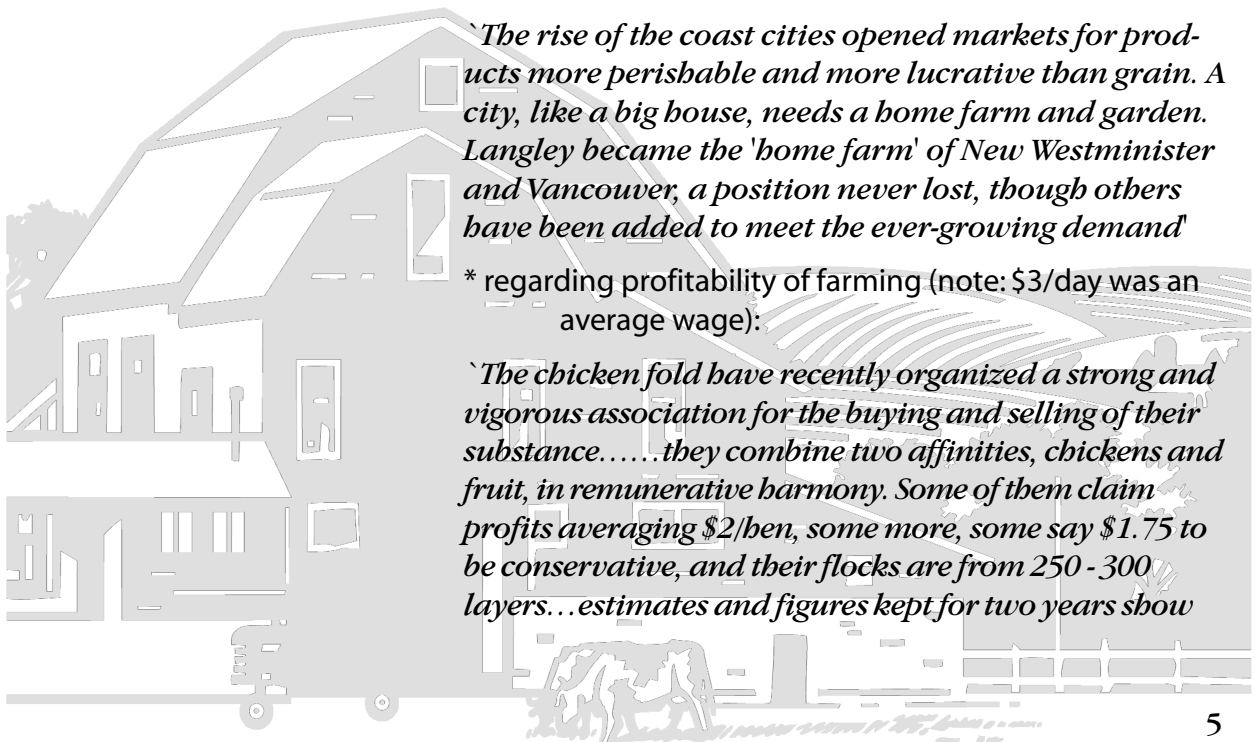 `The rise of the coast cities opened markets for prod-
ucts more perishable and more lucrative than grain. A
city, like a big house, needs a home farm and garden.
Langley became the 'home farm' of New Westminister
and Vancouver, a position never lost, though others
have been added to meet the ever-growing demand'
* regarding profitability of farming (note: $3/day was an
average wage):
`The chicken fold have recently organized a strong and
vigorous association for the buying and selling of their
substance......they combine two affinities, chickens and
fruit, in remunerative harmony. Some of them claim
profits averaging $2/hen, some more, some say $1.75 to
be conservative, and their flocks are from 250 - 300
layers...estimates and figures kept for two years show
5